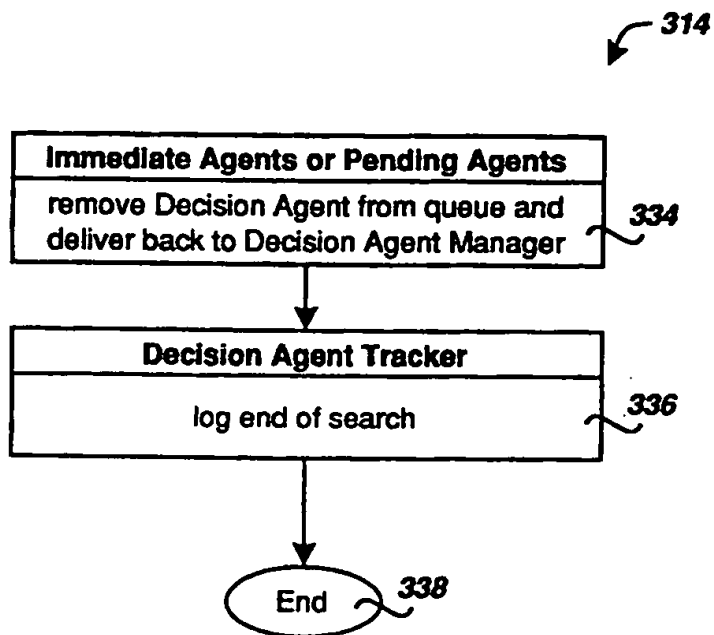 314
Immediate Agents or Pending Agents
remove Decision Agent from queue and
deliver back to Decision Agent Manager
334
Decision Agent Tracker
log end of search
336
End
338